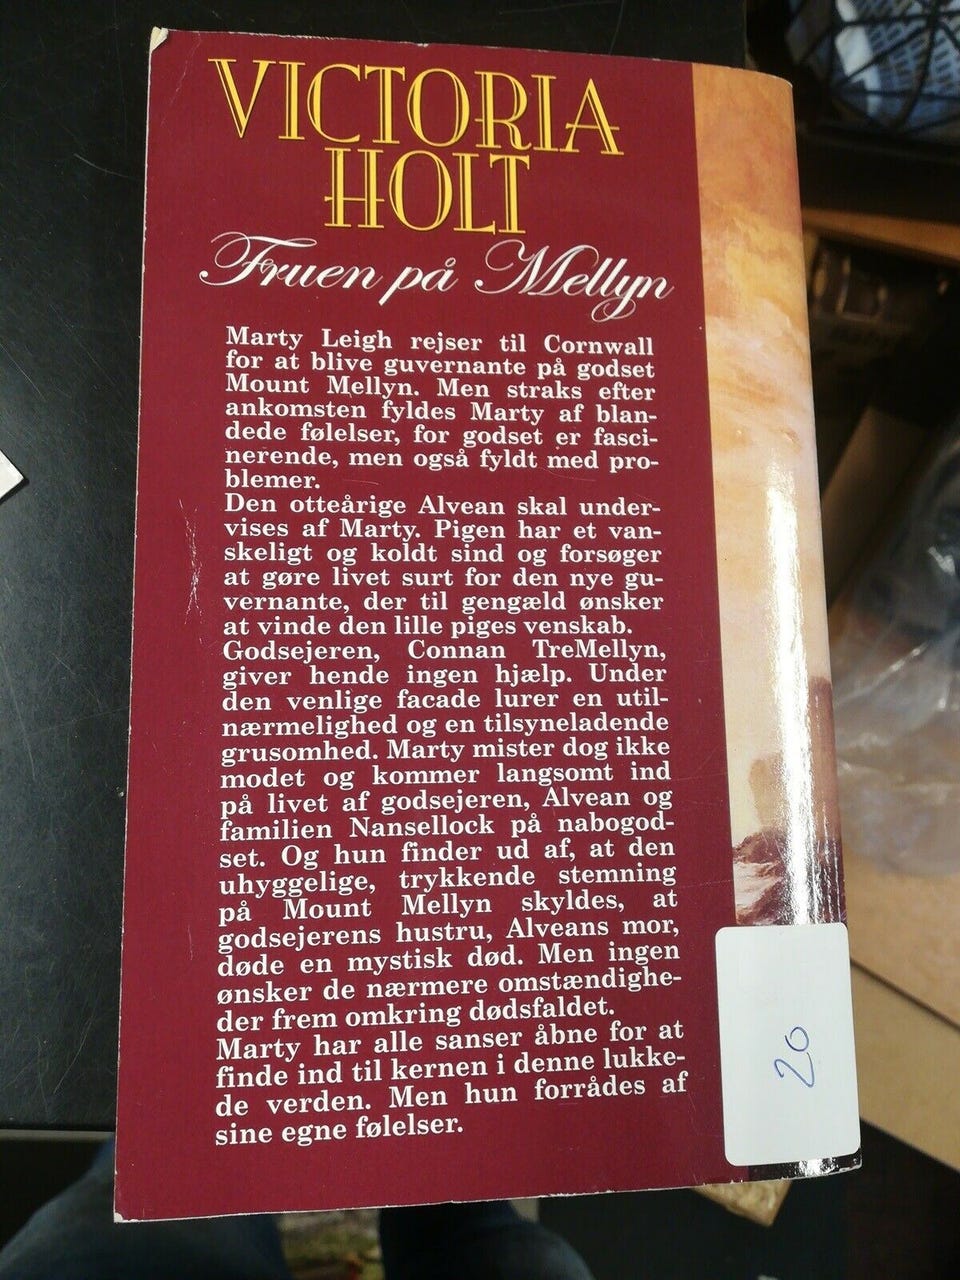 VICTORIA
HOLT
Fruen på Mellyn
Marty Leigh rejser til Cornwall
for at blive guvernante på godset
Mount Mellyn. Men straks efter
ankomsten fyldes Marty af blan-
dede følelser, for godset er fasci-
nerende, men også fyldt med pro-
blemer.
Den otteårige Alvean skal under-
vises af Marty. Pigen har et van-
skeligt og koldt sind og forsøger
at gøre livet surt for den nye gu-
vernante, der til gengæld ønsker
at vinde den lille piges venskab.
Godsejeren, Connan TreMellyn,
giver hende ingen hjælp. Under
den venlige facade lurer en util-
nærmelighed og en tilsyneladende
grusomhed. Marty mister dog ikke
modet og kommer langsomt ind
på livet af godsejeren, Alvean og
familien Nansellock på nabogod-
set. Og hun finder ud af, at den
uhyggelige, trykkende stemning
på Mount Mellyn skyldes, at
godsejerens hustru, Alveans mor,
døde en mystisk død. Men ingen
ønsker de nærmere omstændighe-
der frem omkring dødsfaldet.
Marty har alle sanser åbne for at
finde ind til kernen i denne lukke-
de verden. Men hun forrådes af
sine egne følelser.
20